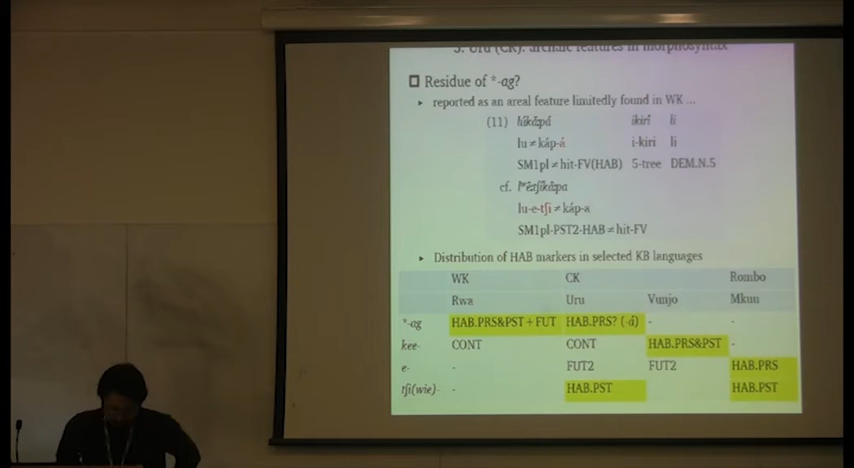 3. Uru (CK): archaic features in morphosyntax
Residue of *-ag?
▸ reported as an areal feature limitedly found in WK ...
(11) ikirî li
lu≠káp-á i-kiri li
SM1pl≠hit-FV(HAB) 5-tree DEM.N.5
cf.
lu-e-tʃi≠káp-a
SM1pl-PST2-HAB≠hit-FV
▸ Distribution of HAB markers in selected KB languages
WK CK Rombo
Rwa Uru Vunjo Mkuu
*-ag HAB.PRS&PST+FUT HAB.PRS? (-á) - -
kee- CONT CONT HAB.PRS&PST -
e- - FUT2 FUT2 HAB.PRS
tʃi(wie)- - HAB.PST HAB.PST